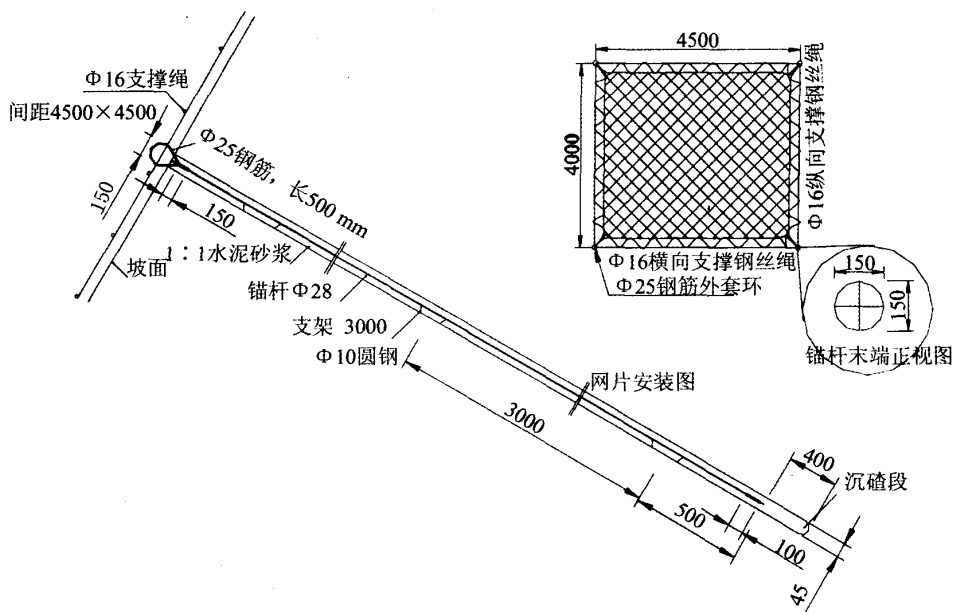 Φ16支撑绳
间距4500×4500
150
Φ25钢筋，长500 mm
150
1：1水泥砂浆
坡面
锚杆Φ28
支架 3000
Φ10圆钢
网片安装图
3000
400
沉碴段
500
100
45
4500
4000
Φ16纵向支撑钢丝绳
Φ16横向支撑钢丝绳
Φ25钢筋外套环
150
150
锚杆末端正视图